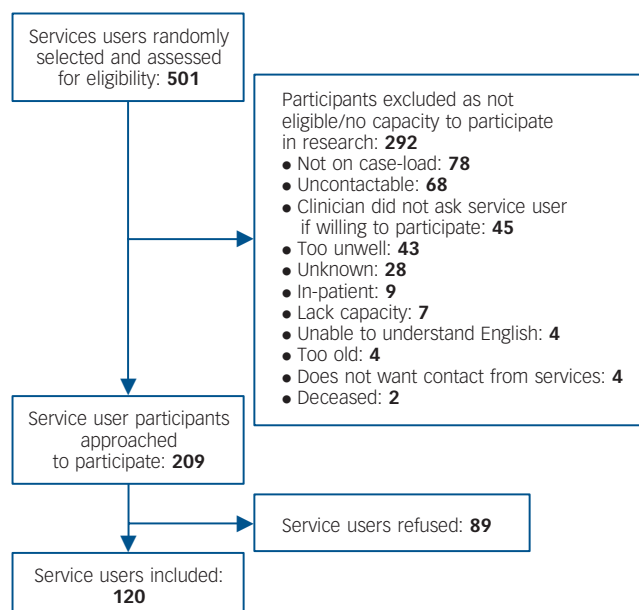 Services users randomly
selected and assessed
for eligibility: 501
Participants excluded as not
eligible/no capacity to participate
in research: 292
● Not on case-load: 78
● Uncontactable: 68
● Clinician did not ask service user
if willing to participate: 45
● Too unwell: 43
● Unknown: 28
● In-patient: 9
● Lack capacity: 7
● Unable to understand English: 4
● Too old: 4
● Does not want contact from services: 4
● Deceased: 2
Service user participants
approached
to participate: 209
Service users refused: 89
Service users included:
120